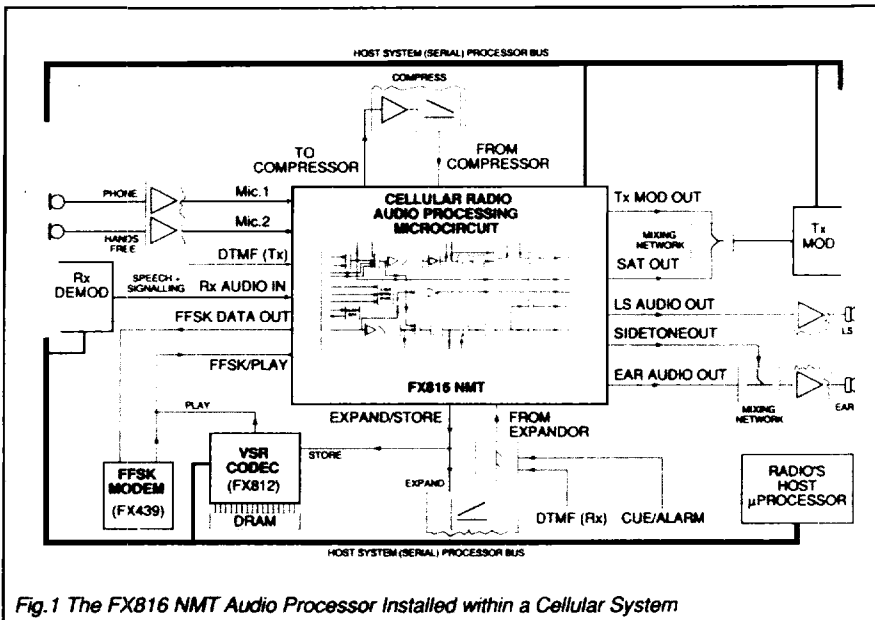 HOST SYSTEM (SERIAL) PROCESSOR BUS
COMPRESS
TO
COMPRESSOR
FROM
COMPRESSOR
PHONE
Mic.1
HANDS
FREE
Mic.2
DTMF (Tx)
Rx
DEMOD
SPEECH +
SIGNALLING
Rx AUDIO IN
FFSK DATA OUT
FFSK/PLAY
CELLULAR RADIO
AUDIO PROCESSING
MICROCIRCUIT
FX816 NMT
Tx MOD OUT
MIXING
NETWORK
SAT OUT
Tx
MOD
LS AUDIO OUT
LS
SIDETONEOUT
EAR AUDIO OUT
MIXING
NETWORK
EAR
EXPAND/STORE
FROM
EXPANDOR
PLAY
STORE
EXPAND
FFSK
MODEM
(FX439)
VSR
CODEC
(FX812)
DRAM
DTMF (Rx)
CUE/ALARM
RADIO'S
HOST
µPROCESSOR
HOST SYSTEM (SERIAL) PROCESSOR BUS
Fig.1 The FX816 NMT Audio Processor Installed within a Cellular System